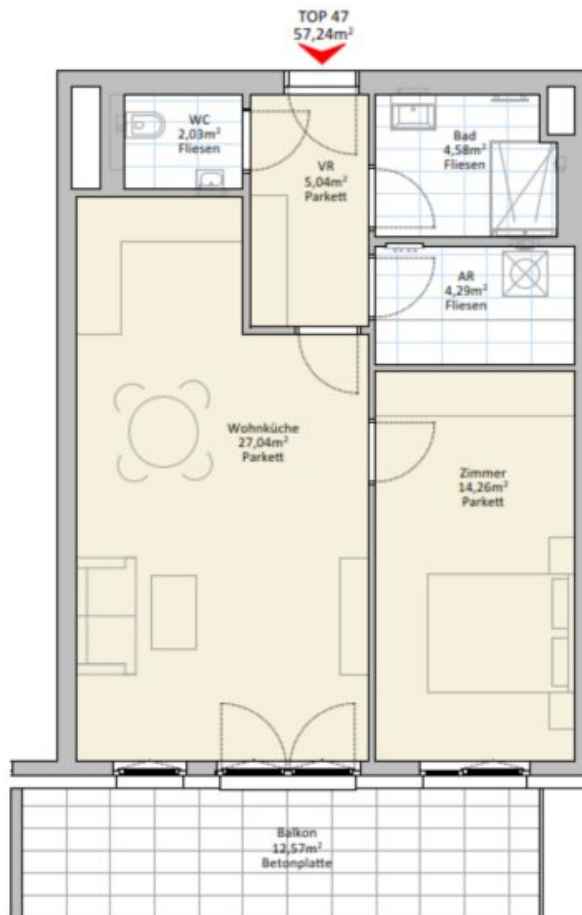 TOP 47
57,24m²
WC
2,03m²
Fliesen
VR
5,04m²
Parkett
Bad
4,58m²
Fliesen
AR
4,29m²
Fliesen
Wohnküche
27,04m²
Parkett
Zimmer
14,26m²
Parkett
Balkon
12,57m²
Betonplatte